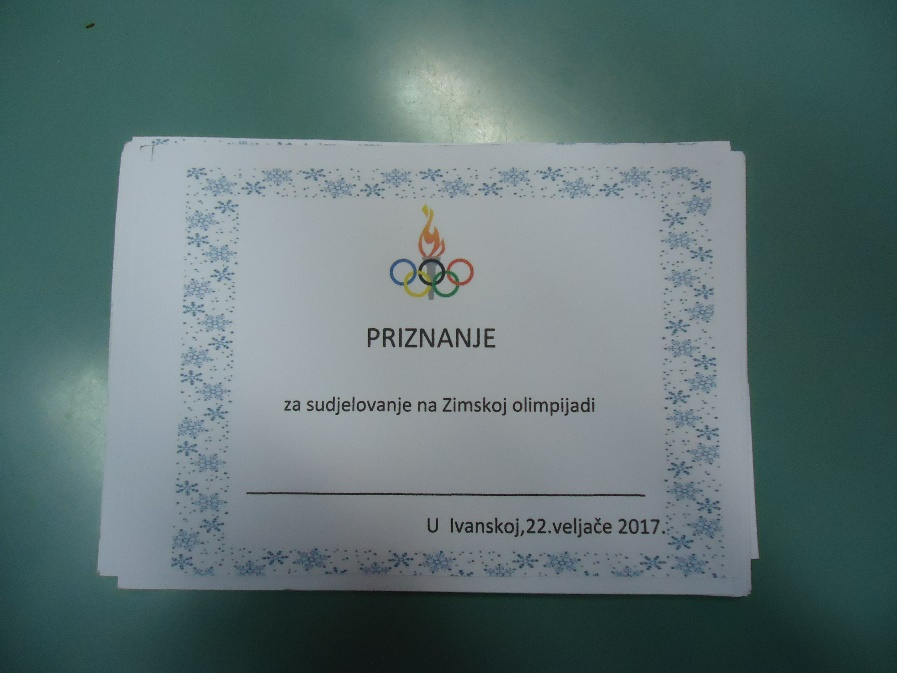 PRIZNANJE
za sudjelovanje na Zimskoj olimpijadi
U Ivanskoj,22.veljače 2017.